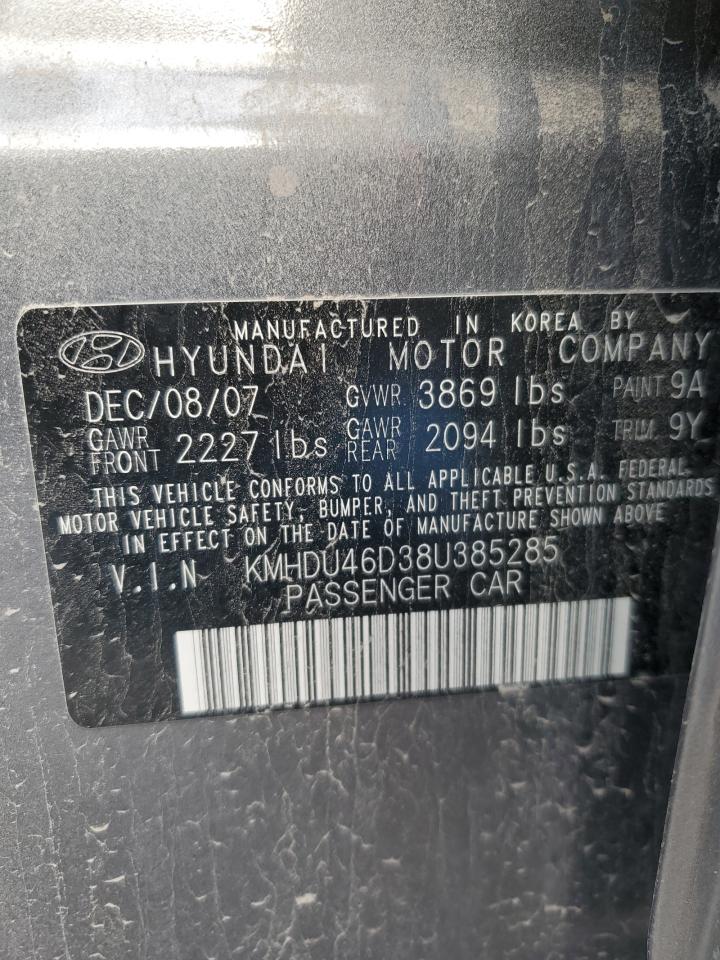 MANUFACTURED IN KOREA BY
HYUNDAI MOTOR COMPANY
DEC/08/07 GVWR 3869 lbs PAINT 9A
GAWR FRONT 2227 lbs GAWR REAR 2094 lbs TRIM 9Y
THIS VEHICLE CONFORMS TO ALL APPLICABLE U.S.A. FEDERAL
MOTOR VEHICLE SAFETY, BUMPER, AND THEFT PREVENTION STANDARDS
IN EFFECT ON THE DATE OF MANUFACTURE SHOWN ABOVE
V.I.N KMHDU46D38U385285
PASSENGER CAR